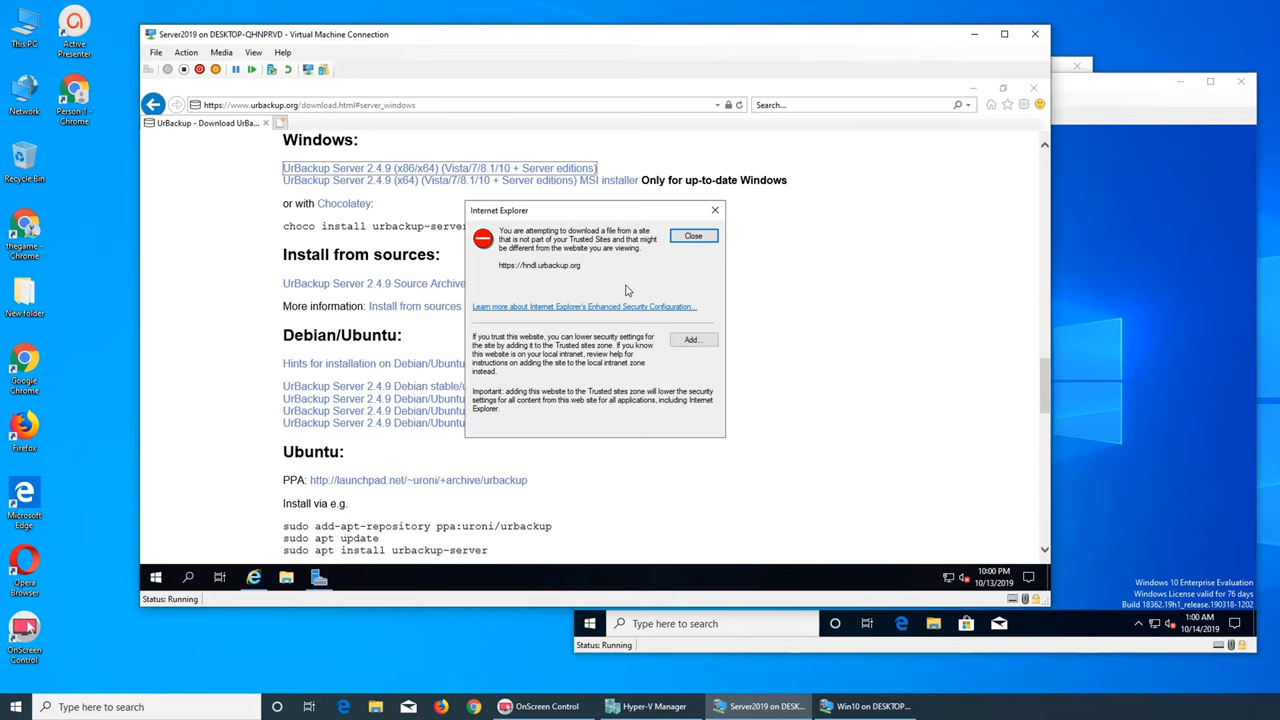 This PC
Active
Presenter
Network
Person 1 -
Chrome
Recycle Bin
thegame -
Chrome
New folder
Google
Chrome
Firefox
Microsoft
Edge
Opera
Browser
OnScreen
Control
Server2019 on DESKTOP-QHNPRVD - Virtual Machine Connection
File Action Media View Help
https://www.urbackup.org/download.html#server_windows
Search...
UrBackup - Download UrBa...
Windows:
UrBackup Server 2.4.9 (x86/x64) (Vista/7/8.1/10 + Server editions)
UrBackup Server 2.4.9 (x64) (Vista/7/8.1/10 + Server editions) MSI installer Only for up-to-date Windows
or with Chocolatey:
choco install urbackup-server
Install from sources:
UrBackup Server 2.4.9 Source Archive
More information: Install from sources
Debian/Ubuntu:
Hints for installation on Debian/Ubuntu
UrBackup Server 2.4.9 Debian stable/
UrBackup Server 2.4.9 Debian/Ubuntu
UrBackup Server 2.4.9 Debian/Ubuntu
UrBackup Server 2.4.9 Debian/Ubuntu
Ubuntu:
PPA: http://launchpad.net/~uroni/+archive/urbackup
Install via e.g.
sudo add-apt-repository ppa:uroni/urbackup
sudo apt update
sudo apt install urbackup-server
Internet Explorer
You are attempting to download a file from a site
that is not part of your Trusted Sites and that might
be different from the website you are viewing.
Close
https://hndl.urbackup.org
Learn more about Internet Explorer's Enhanced Security Configuration...
If you trust this website, you can lower security settings for
the site by adding it to the Trusted sites zone. If you know
this website is on your local intranet, review help for
instructions on adding the site to the local intranet zone
instead.
Add...
Important: adding this website to the Trusted sites zone will lower the security
settings for all content from this web site for all applications, including Internet
Explorer.
10:00 PM
10/13/2019
Status: Running
Windows 10 Enterprise Evaluation
Windows License valid for 76 days
Build 18362.19h1_release.190318-1202
Type here to search
1:00 AM
10/14/2019
Status: Running
Type here to search
OnScreen Control
Hyper-V Manager
Server2019 on DESK...
Win10 on DESKTOP...